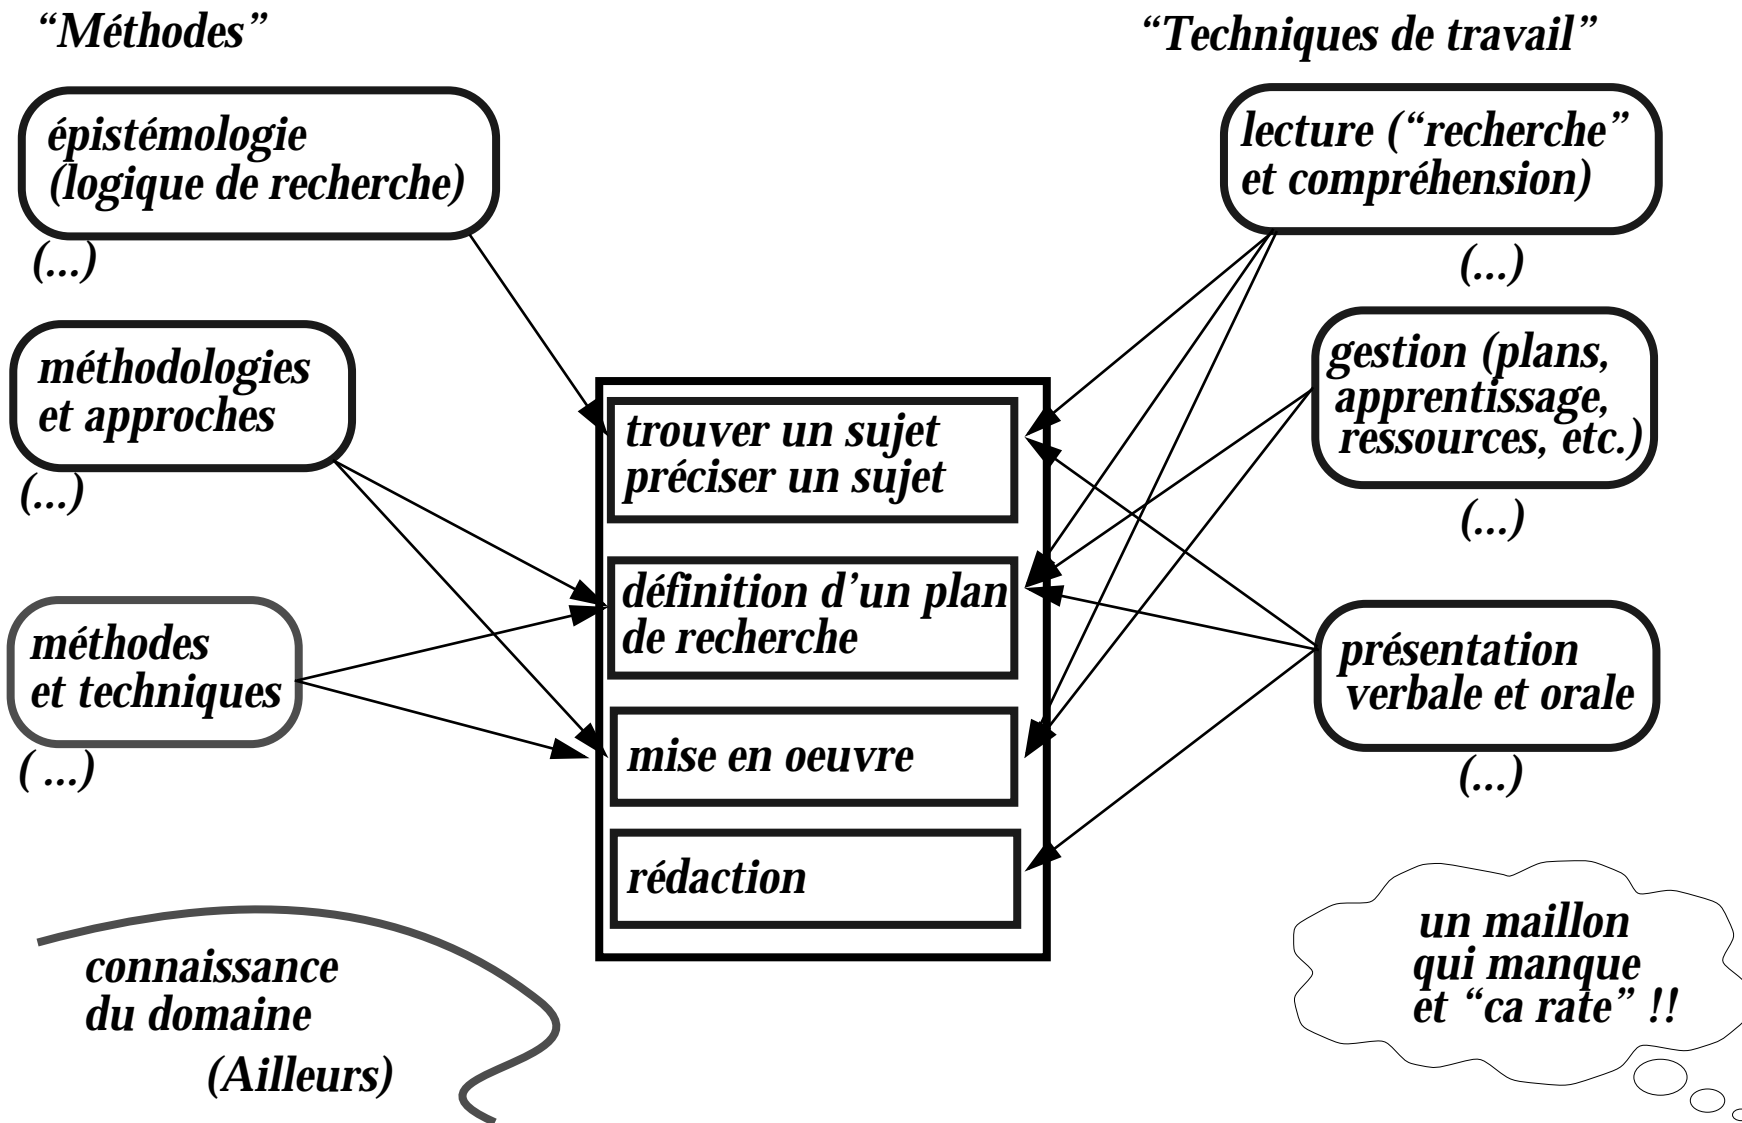 “Méthodes”
épistémologie
(logique de recherche)
(...)
méthodologies
et approches
(...)
méthodes
et techniques
( ...)
connaissance
du domaine
(Ailleurs)
trouver un sujet
préciser un sujet
définition d’un plan
de recherche
mise en oeuvre
rédaction
“Techniques de travail”
lecture (“recherche”
et compréhension)
(...)
gestion (plans,
apprentissage,
ressources, etc.)
(...)
présentation
verbale et orale
(...)
un maillon
qui manque
et “ca rate” !!